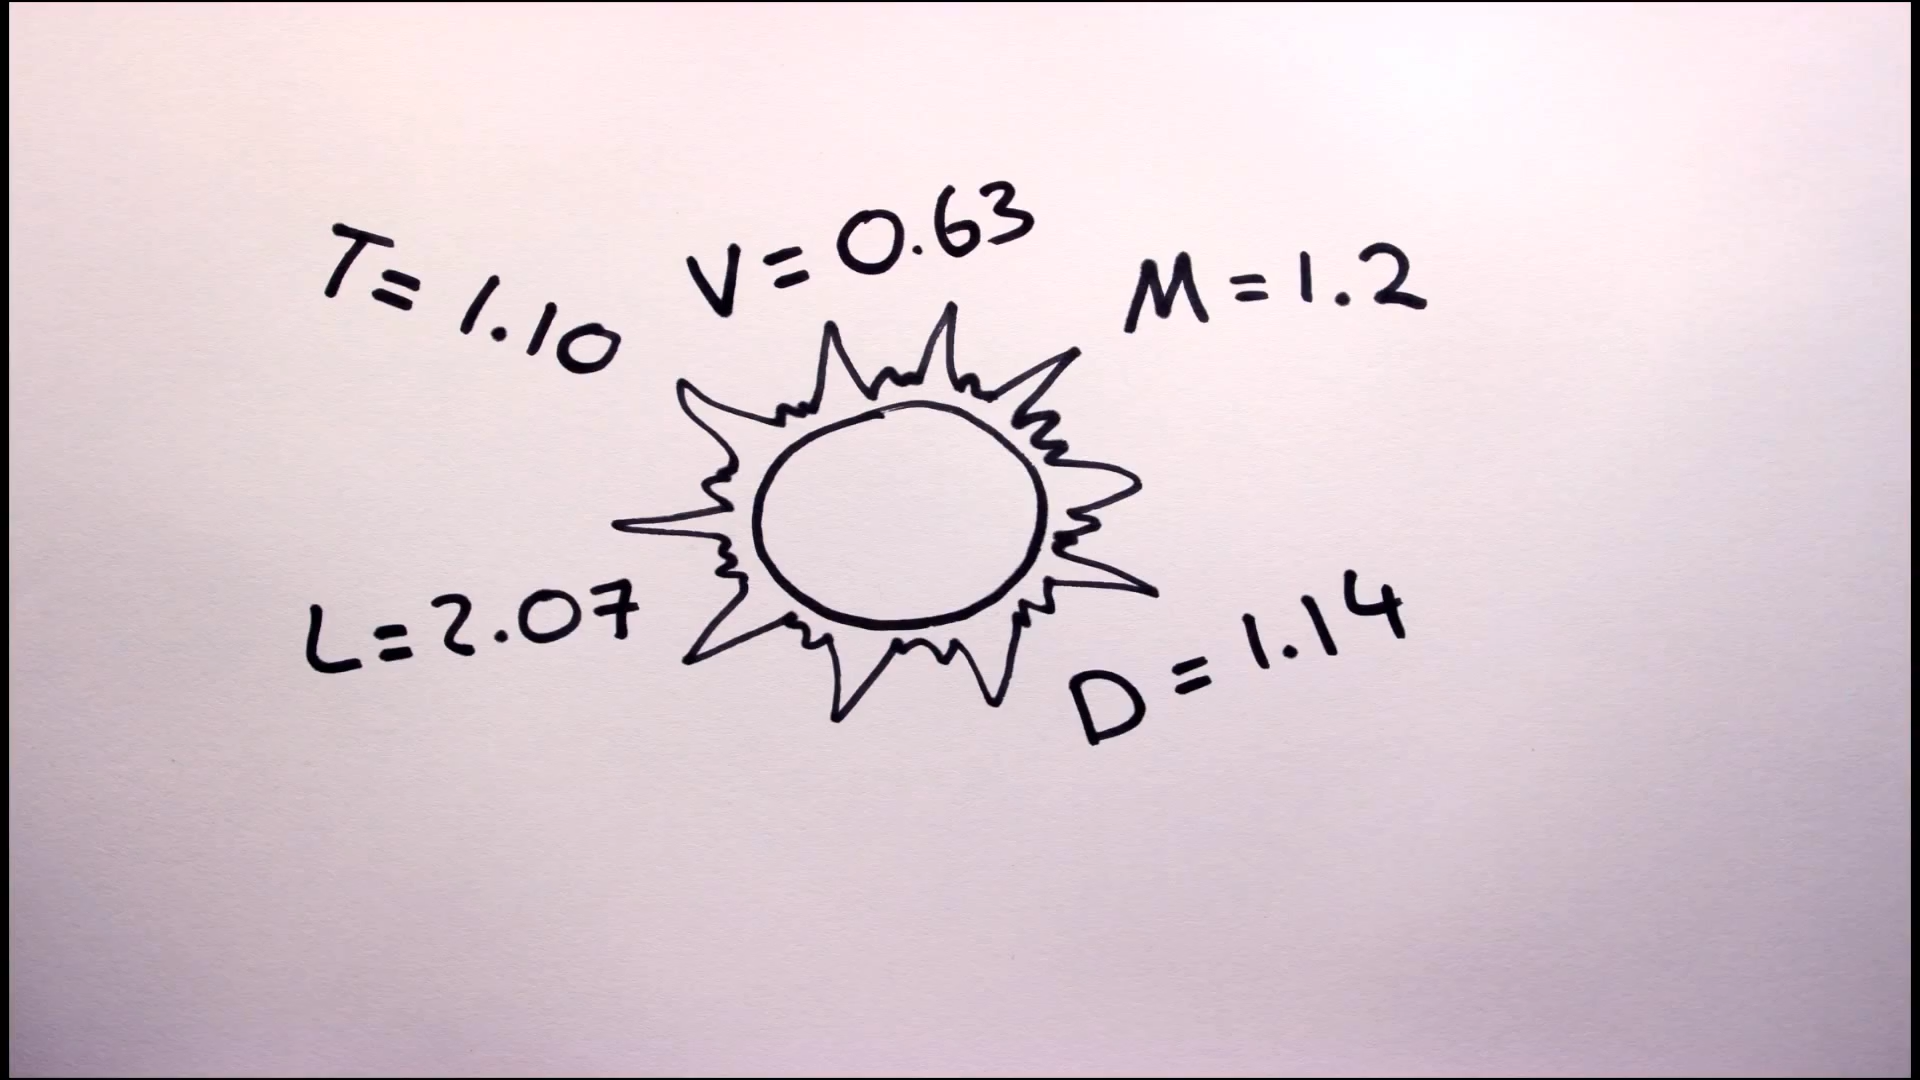 T= 1.10
V = 0.63
M = 1.2
L=2.07
D = 1.14